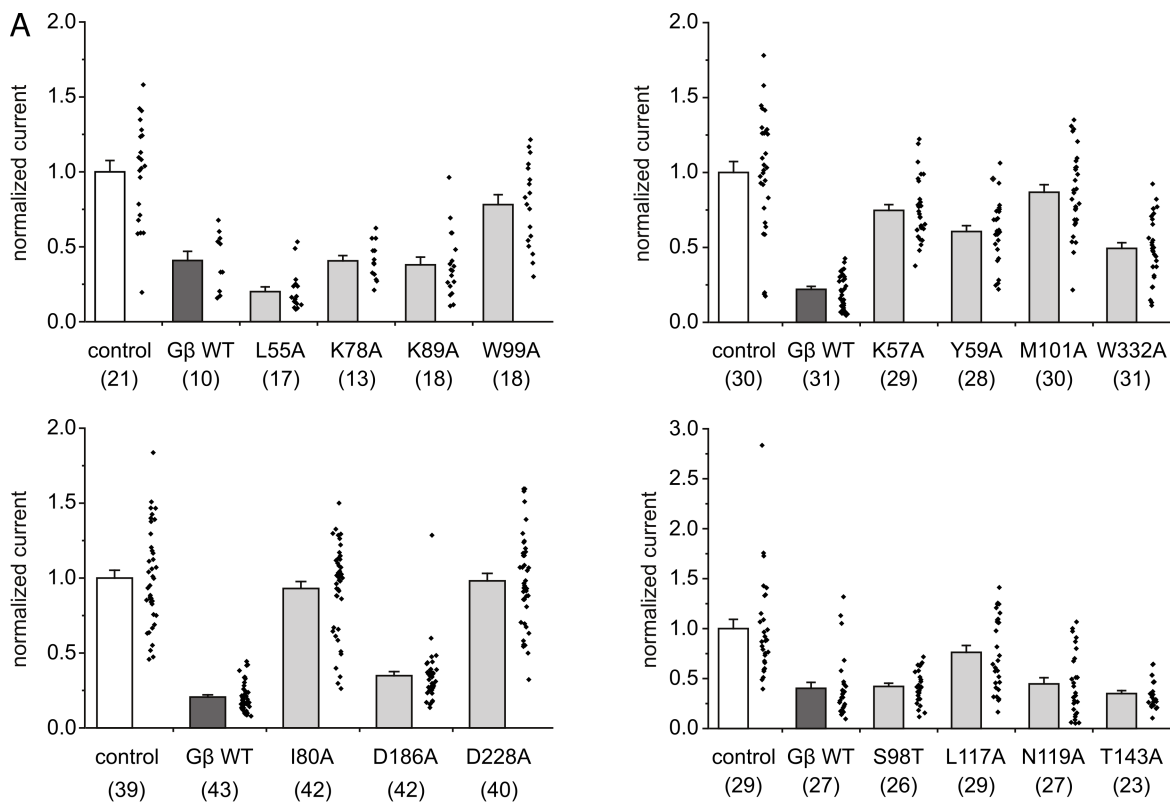 A
normalized current
2.0
1.5
1.0
0.5
0.0
control Gβ WT L55A K78A K89A W99A
(21) (10) (17) (13) (18) (18)
normalized current
2.0
1.5
1.0
0.5
0.0
control Gβ WT K57A Y59A M101A W332A
(30) (31) (29) (28) (30) (31)
normalized current
2.0
1.5
1.0
0.5
0.0
control Gβ WT I80A D186A D228A
(39) (43) (42) (42) (40)
normalized current
3.0
2.5
2.0
1.5
1.0
0.5
0.0
control Gβ WT S98T L117A N119A T143A
(29) (27) (26) (29) (27) (23)